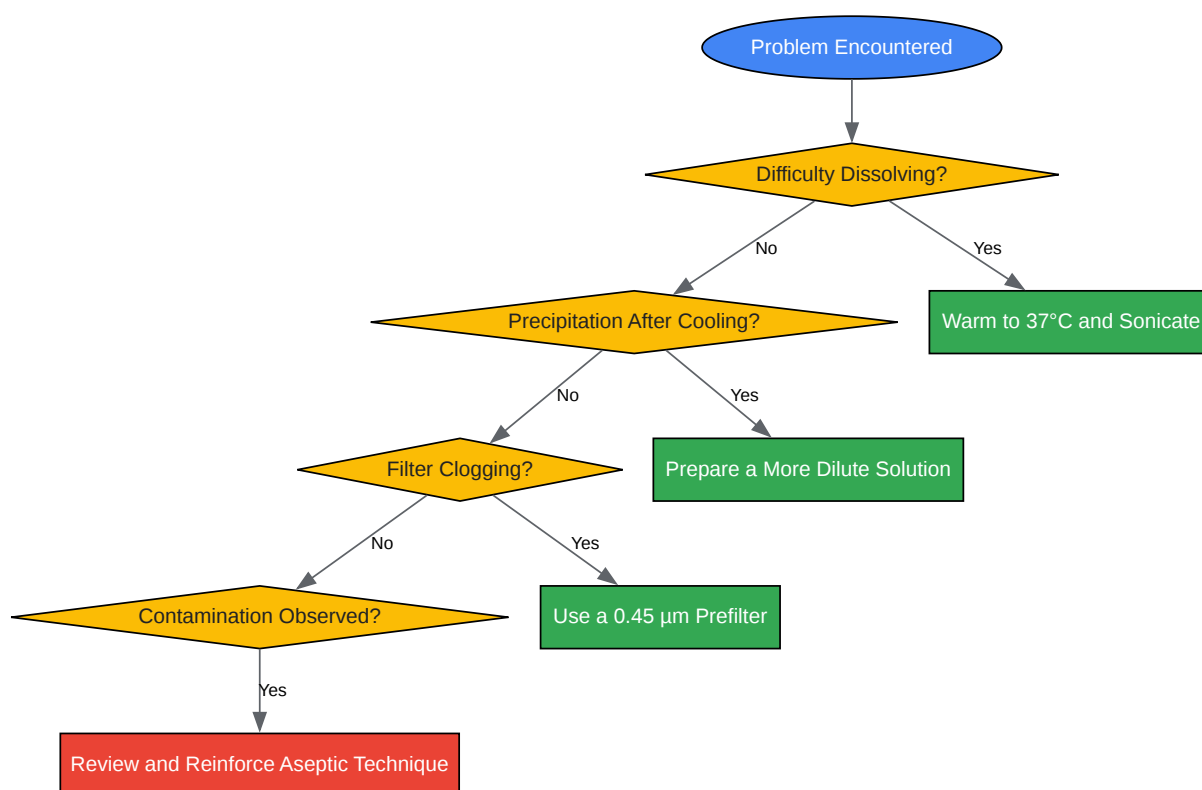 Problem Encountered
Difficulty Dissolving?
No
Yes
Precipitation After Cooling?
Warm to 37°C and Sonicate
No
Yes
Filter Clogging?
Prepare a More Dilute Solution
No
Yes
Contamination Observed?
Use a 0.45 µm Prefilter
Yes
Review and Reinforce Aseptic Technique